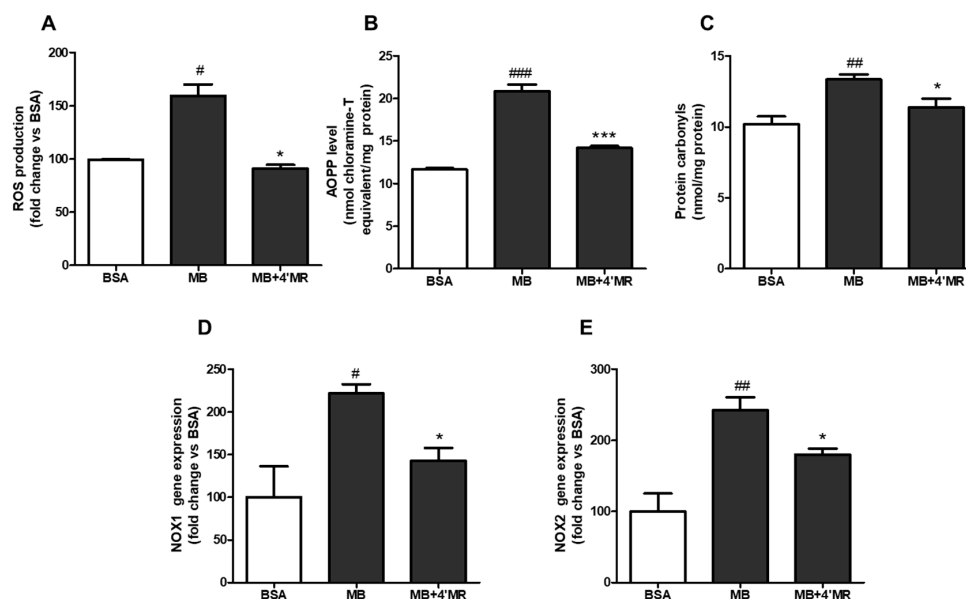 A
ROS production
(fold change vs BSA)
200
150
100
50
0
#
*
BSA
MB
MB+4'MR
B
AOPP level
(nmol chloramine-T
equivalent/mg protein)
25
20
15
10
5
0
###
***
BSA
MB
MB+4'MR
C
Protein carbonyls
(nmol/mg protein)
15
10
5
0
##
*
BSA
MB
MB+4'MR
D
NOX1 gene expression
(fold change vs BSA)
250
200
150
100
50
0
#
*
BSA
MB
MB+4'MR
E
NOX2 gene expression
(fold change vs BSA)
300
200
100
0
##
*
BSA
MB
MB+4'MR